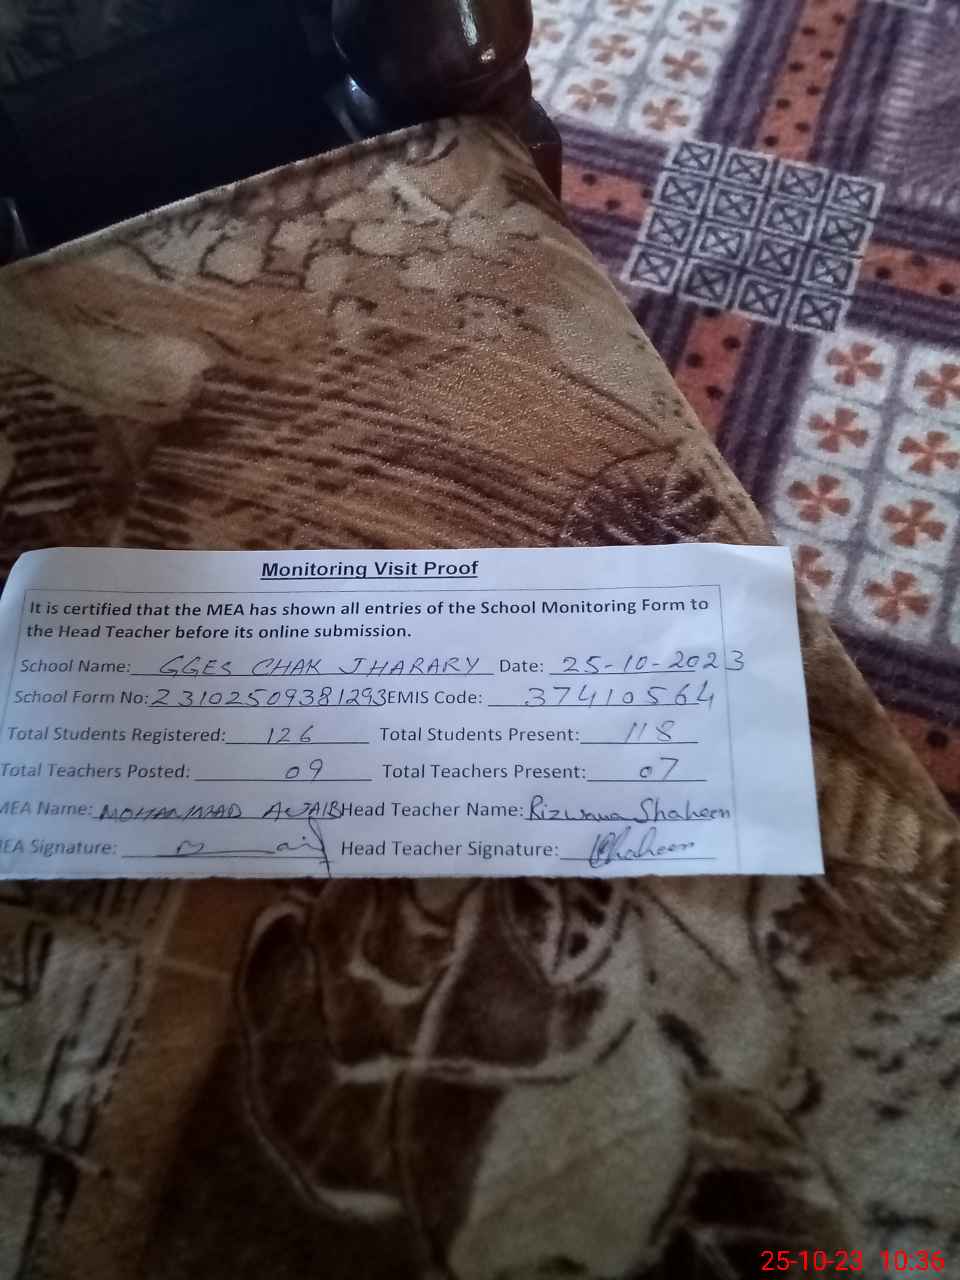 Monitoring Visit Proof
It is certified that the MEA has shown all entries of the School Monitoring Form to
the Head Teacher before its online submission.
School Name: GGES CHAK JHARARY Date: 25-10-2023
School Form No: 23102509381293 EMIS Code: 37410564
Total Students Registered: 126 Total Students Present: 118
Total Teachers Posted: 09 Total Teachers Present: 07
MEA Name: MOHAMMAD AJAIB Head Teacher Name: Rizwana Shaheen
MEA Signature: Head Teacher Signature: Shaheen
25-10-23 10:36